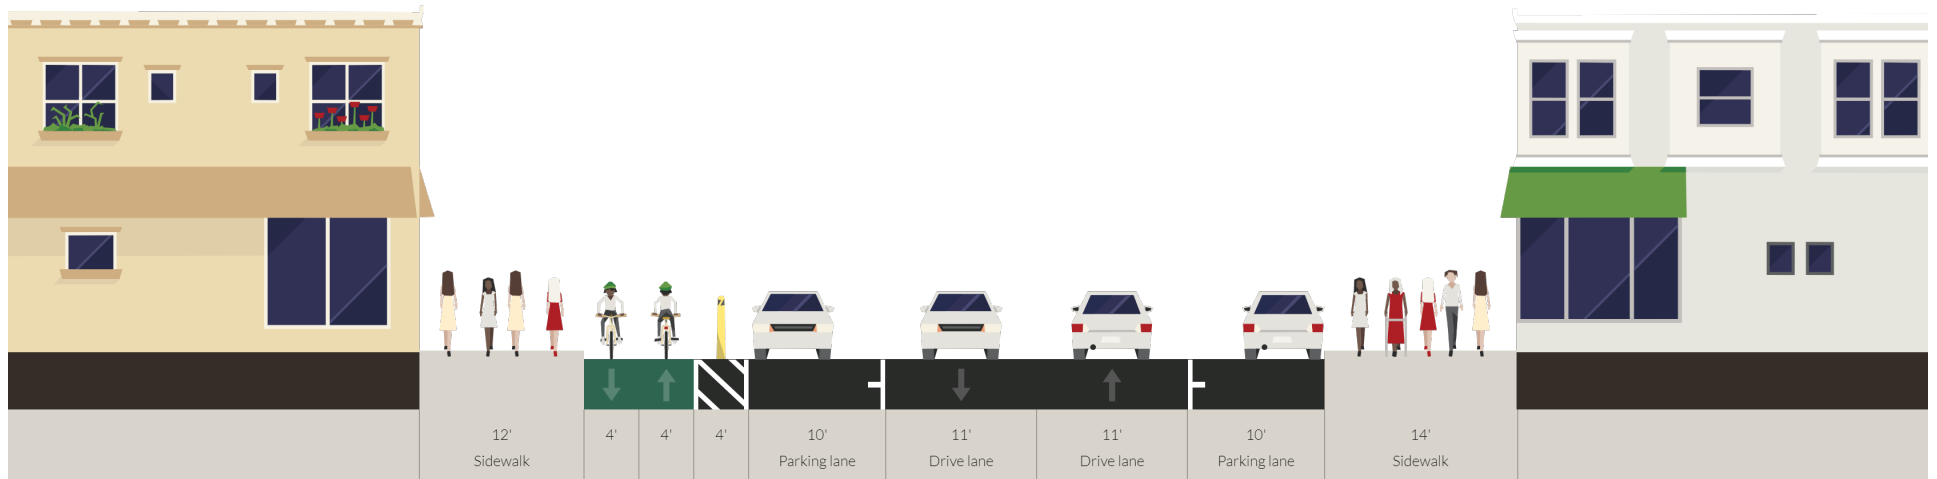 12'
Sidewalk
4'
4'
4'
10'
Parking lane
11'
Drive lane
11'
Drive lane
10'
Parking lane
14'
Sidewalk